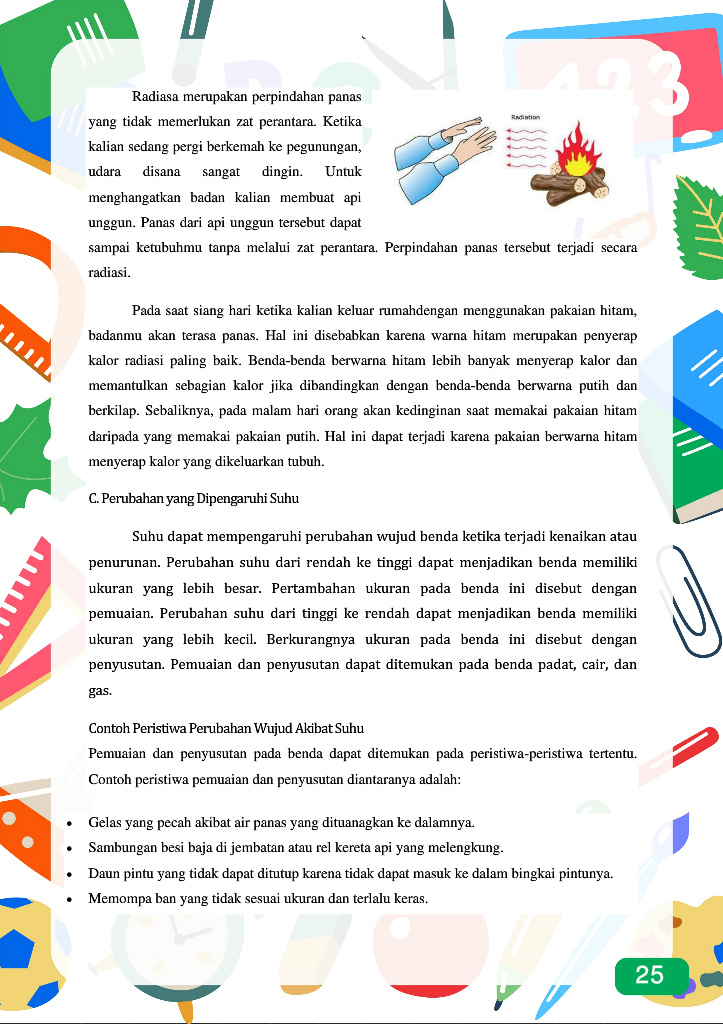 Radiasa merupakan perpindahan panas
yang tidak memerlukan zat perantara. Ketika
kalian sedang pergi berkemah ke pegunungan,
udara disana sangat dingin. Untuk
menghangatkan badan kalian membuat api
unggun. Panas dari api unggun tersebut dapat
sampai ketubuhmu tanpa melalui zat perantara. Perpindahan panas tersebut terjadi secara
radiasi.
Radiation
123
Pada saat siang hari ketika kalian keluar rumahdengan menggunakan pakaian hitam,
badanmu akan terasa panas. Hal ini disebabkan karena warna hitam merupakan penyerap
kalor radiasi paling baik. Benda-benda berwarna hitam lebih banyak menyerap kalor dan
memantulkan sebagian kalor jika dibandingkan dengan benda-benda berwarna putih dan
berkilap. Sebaliknya, pada malam hari orang akan kedinginan saat memakai pakaian hitam
daripada yang memakai pakaian putih. Hal ini dapat terjadi karena pakaian berwarna hitam
menyerap kalor yang dikeluarkan tubuh.
C. Perubahan yang Dipengaruhi Suhu
Suhu dapat mempengaruhi perubahan wujud benda ketika terjadi kenaikan atau
penurunan. Perubahan suhu dari rendah ke tinggi dapat menjadikan benda memiliki
ukuran yang lebih besar. Pertambahan ukuran pada benda ini disebut dengan
pemuaian. Perubahan suhu dari tinggi ke rendah dapat menjadikan benda memiliki
ukuran yang lebih kecil. Berkurangnya ukuran pada benda ini disebut dengan
penyusutan. Pemuaian dan penyusutan dapat ditemukan pada benda padat, cair, dan
gas.
Contoh Peristiwa Perubahan Wujud Akibat Suhu
Pemuaian dan penyusutan pada benda dapat ditemukan pada peristiwa-peristiwa tertentu.
Contoh peristiwa pemuaian dan penyusutan diantaranya adalah:
• Gelas yang pecah akibat air panas yang dituanagkan ke dalamnya.
• Sambungan besi baja di jembatan atau rel kereta api yang melengkung.
• Daun pintu yang tidak dapat ditutup karena tidak dapat masuk ke dalam bingkai pintunya.
• Memompa ban yang tidak sesuai ukuran dan terlalu keras.
25